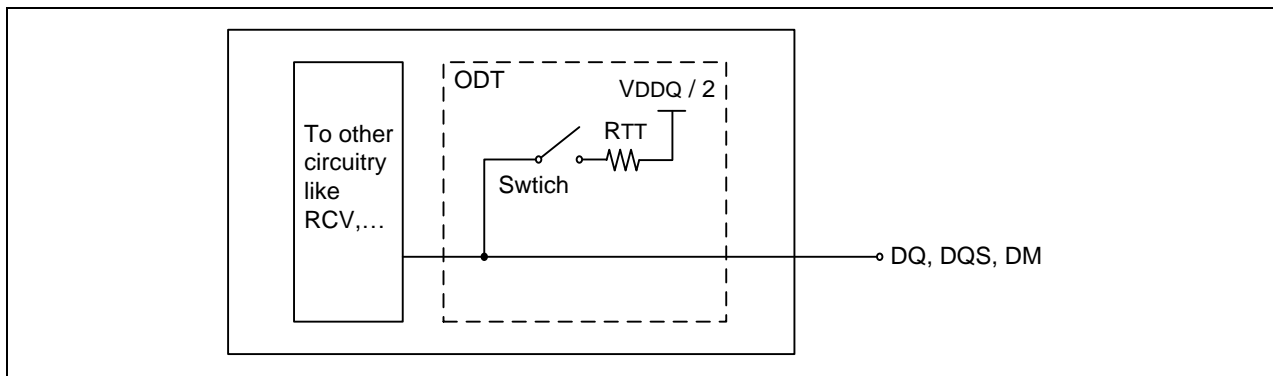 ODT
VDDQ / 2
RTT
Swtich
To other
circuitry
like
RCV,…
DQ, DQS, DM